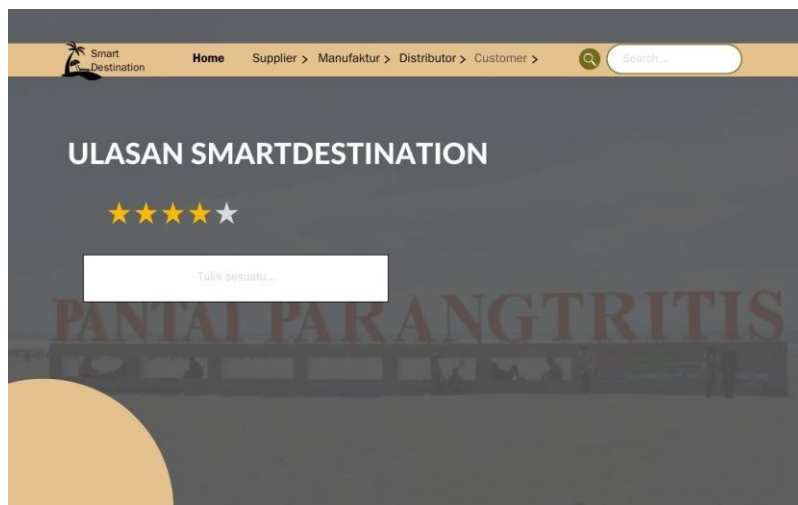 Smart
Destination
Home
Supplier >
Manufaktur >
Distributor >
Customer >
Search....
ULASAN SMARTDESTINATION
Tulis sesuatu....
PANTAI PARANGTRITIS